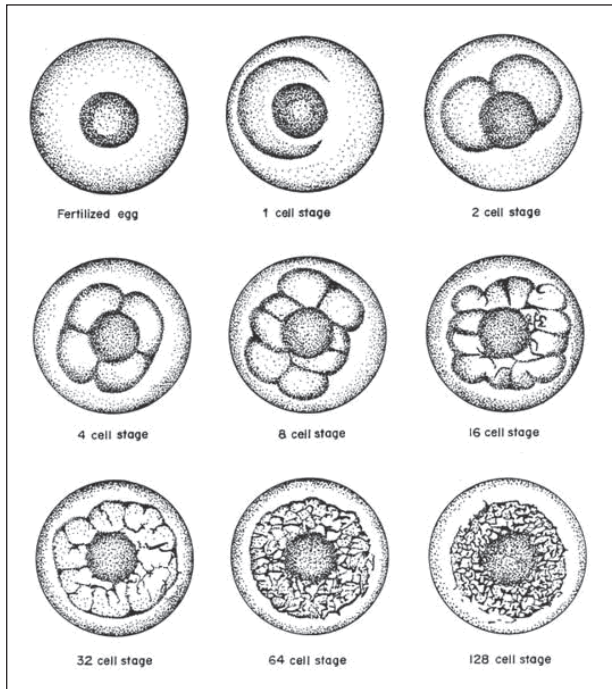 Fertilized egg
1 cell stage
2 cell stage
4 cell stage
8 cell stage
16 cell stage
32 cell stage
64 cell stage
128 cell stage